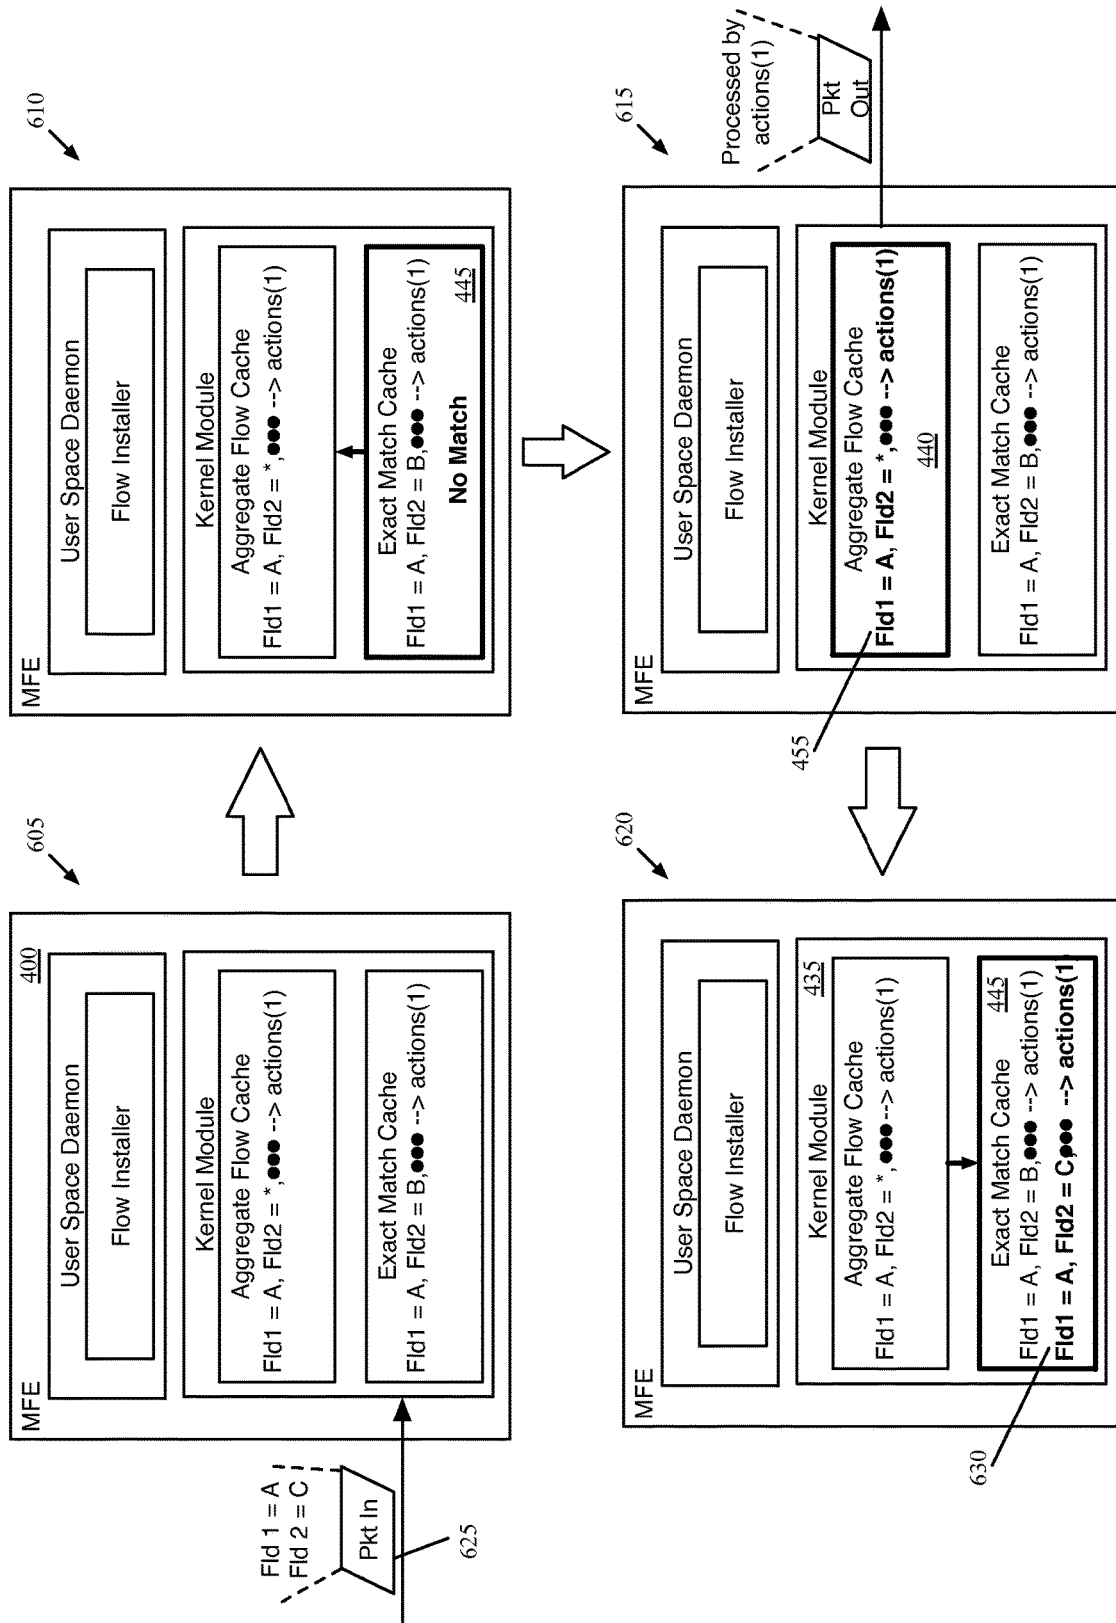 605
MFE
400
User Space Daemon
Flow Installer
Kernel Module
Aggregate Flow Cache
Fld1 = A, Fld2 = *,●●● --> actions(1)
Exact Match Cache
Fld1 = A, Fld2 = B,●●● --> actions(1)
Fld 1 = A
Fld 2 = C
Pkt In
625
610
MFE
User Space Daemon
Flow Installer
Kernel Module
Aggregate Flow Cache
Fld1 = A, Fld2 = *,●●● --> actions(1)
Exact Match Cache
Fld1 = A, Fld2 = B,●●● --> actions(1)
No Match
445
620
MFE
User Space Daemon
Flow Installer
Kernel Module
435
Aggregate Flow Cache
Fld1 = A, Fld2 = *,●●● --> actions(1)
Exact Match Cache
445
Fld1 = A, Fld2 = B,●●● --> actions(1)
Fld1 = A, Fld2 = C,●●● --> actions(1)
630
615
MFE
User Space Daemon
Flow Installer
Kernel Module
Aggregate Flow Cache
Fld1 = A, Fld2 = *,●●● --> actions(1)
440
455
Exact Match Cache
Fld1 = A, Fld2 = B,●●● --> actions(1)
Processed by
actions(1)
Pkt
Out